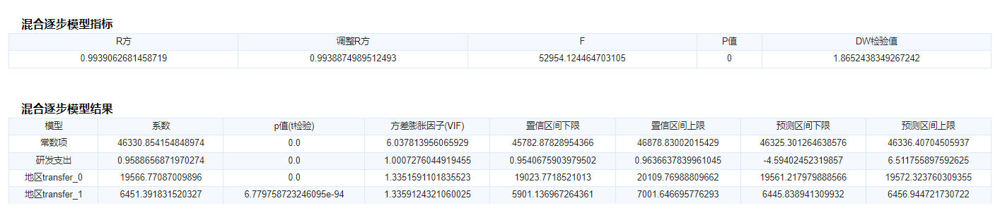 混合逐步模型指标
R方 调整R方 F P值 DW检验值
0.9939062681458719 0.9938874989512493 52954.124464703105 0 1.8652438349267242
混合逐步模型结果
模型 系数 p值(t检验) 方差膨胀因子(VIF) 置信区间下限 置信区间上限 预测区间下限 预测区间上限
常数项 46330.854154848974 0.0 6.037813956065929 45782.87828954366 46878.83002015429 46325.301264638576 46336.40704505937
研发支出 0.9588656871970274 0.0 1.0007276044919455 0.9540675903979502 0.9636637839961045 -4.59402452319857 6.511755897592625
地区transfer_0 19566.77087009896 0.0 1.3351591101835523 19023.7718521013 20109.76988809662 19561.217979888566 19572.323760309355
地区transfer_1 6451.391831520327 6.779758723246095e-94 1.3359124321060025 5901.136967264361 7001.646695776293 6445.838941309932 6456.944721730722